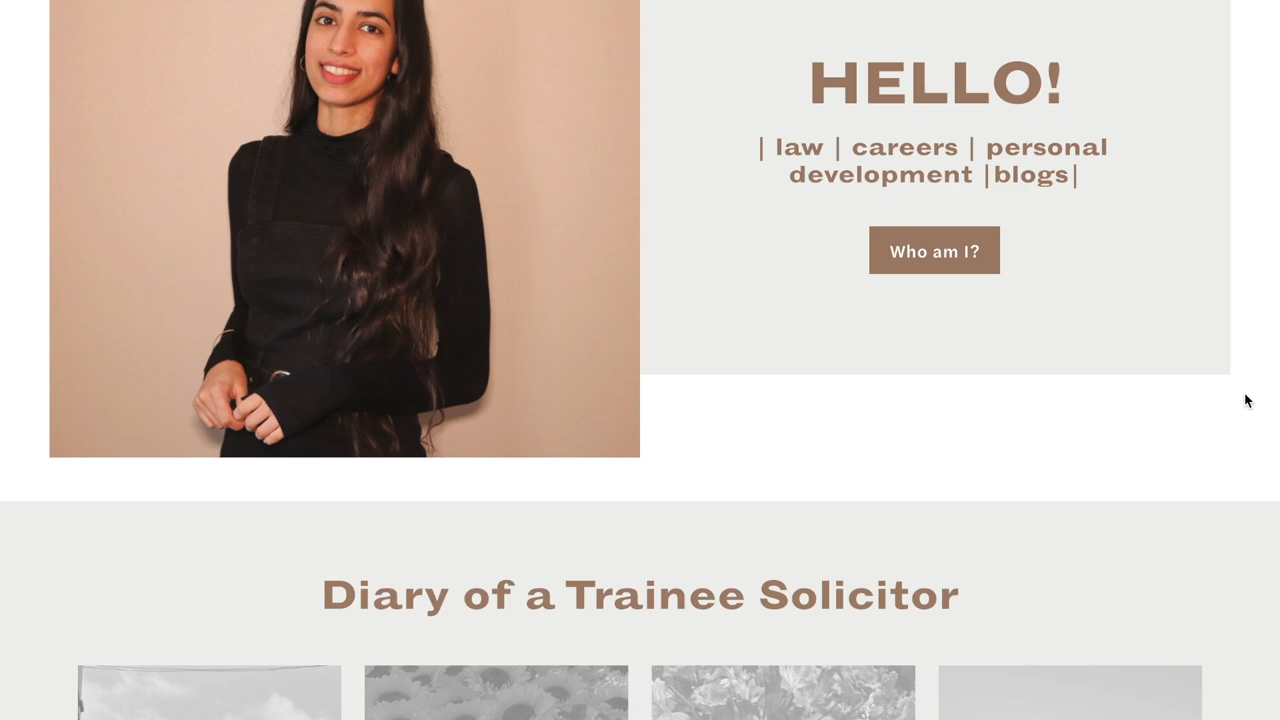 HELLO!
| law | careers | personal
development |blogs|
Who am I?
Diary of a Trainee Solicitor